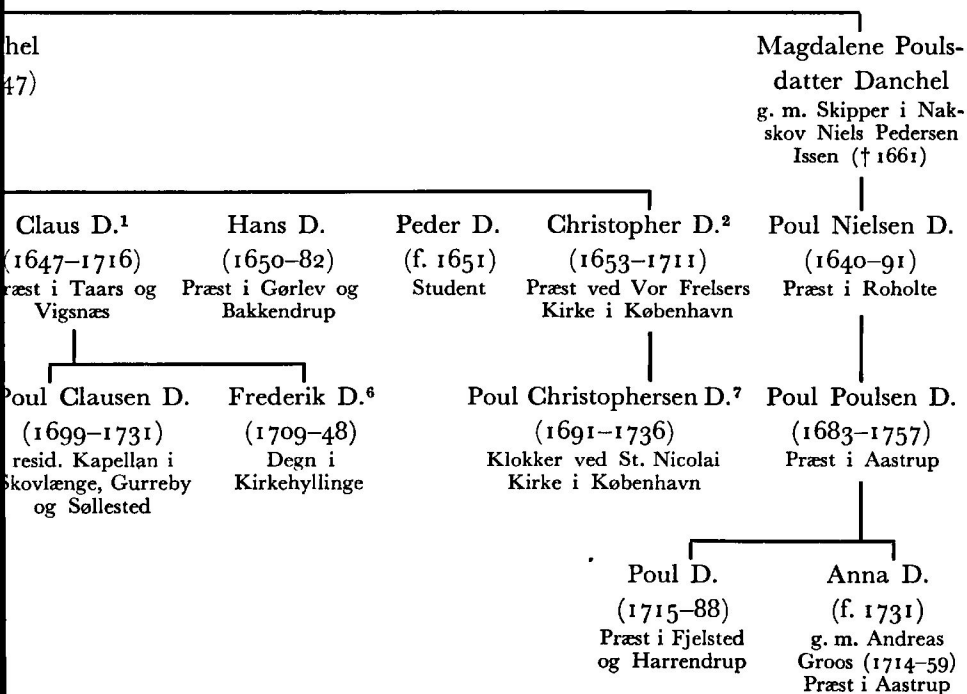 hel
47)
Magdalene Pouls-
datter Danchel
g. m. Skipper i Nak-
skov Niels Pedersen
Issen († 1661)
Claus D.¹
(1647–1716)
Præst i Taars og
Vigsnæs
Hans D.
(1650–82)
Præst i Gørlev og
Bakkendrup
Peder D.
(f. 1651)
Student
Christopher D.²
(1653–1711)
Præst ved Vor Frelsers
Kirke i København
Poul Nielsen D.
(1640–91)
Præst i Roholte
Poul Clausen D.
(1699–1731)
resid. Kapellan i
Skovlænge, Gurreby
og Søllested
Frederik D.⁶
(1709–48)
Degn i
Kirkehyllinge
Poul Christophersen D.⁷
(1691–1736)
Klokker ved St. Nicolai
Kirke i København
Poul Poulsen D.
(1683–1757)
Præst i Aastrup
Poul D.
(1715–88)
Præst i Fjelsted
og Harrendrup
Anna D.
(f. 1731)
g. m. Andreas
Groos (1714–59)
Præst i Aastrup